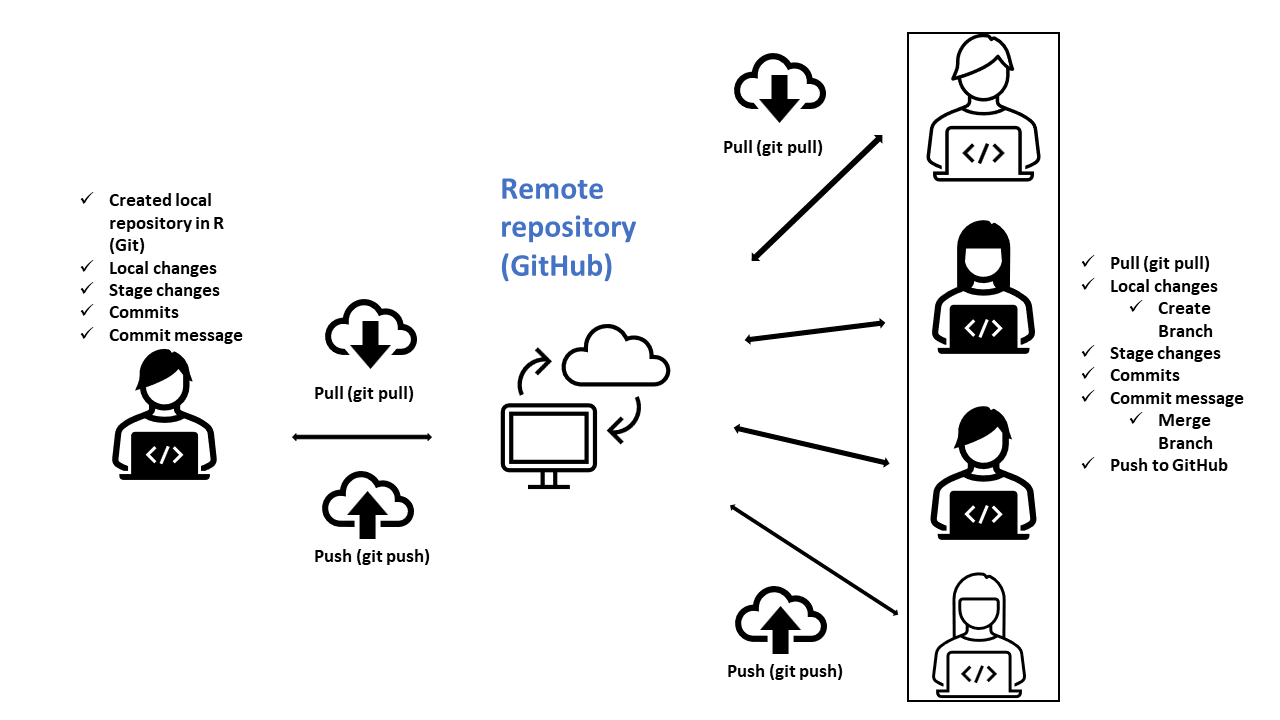 Created local
repository in R
(Git)
Local changes
Stage changes
Commits
Commit message
</>
Pull (git pull)
Push (git push)
Remote
repository
(GitHub)
Pull (git pull)
Push (git push)
</>
</>
</>
</>
Pull (git pull)
Local changes
Create
Branch
Stage changes
Commits
Commit message
Merge
Branch
Push to GitHub